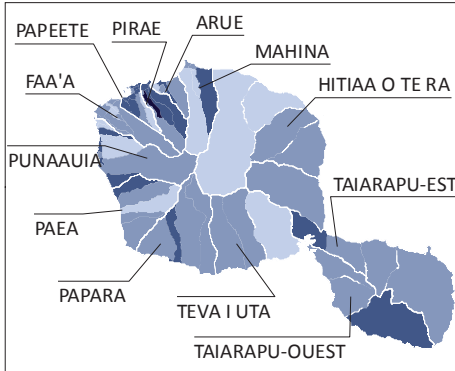 ARUE
PIRAE
PAPEETE
MAHINA
FAA'A
HITIAA O TE RA
PUNAAUIA
TAIARAPU-EST
PAEA
PAPARA
TEVA I UTA
TAIARAPU-OUEST